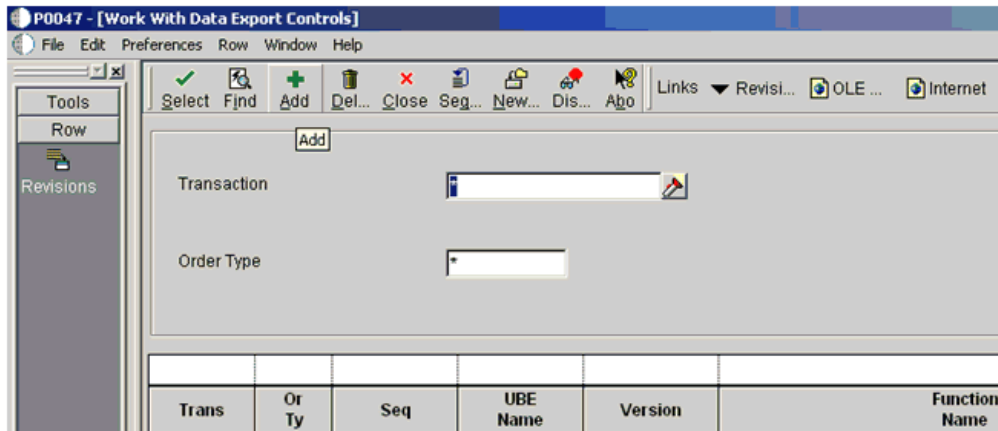 P0047 - [Work With Data Export Controls]
File Edit Preferences Row Window Help
Tools
Row
Revisions
Select Find Add Del... Close Seq... New... Dis... Abo Links Revisi... OLE ... Internet
Add
Transaction *
Order Type *
Trans Or Ty Seq UBE Name Version Function Name